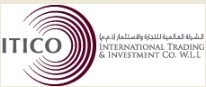 ITICO
الشركة العالمية للتجارة والاستثمار (ذ.م.م)
INTERNATIONAL TRADING
& INVESTMENT CO. W.L.L